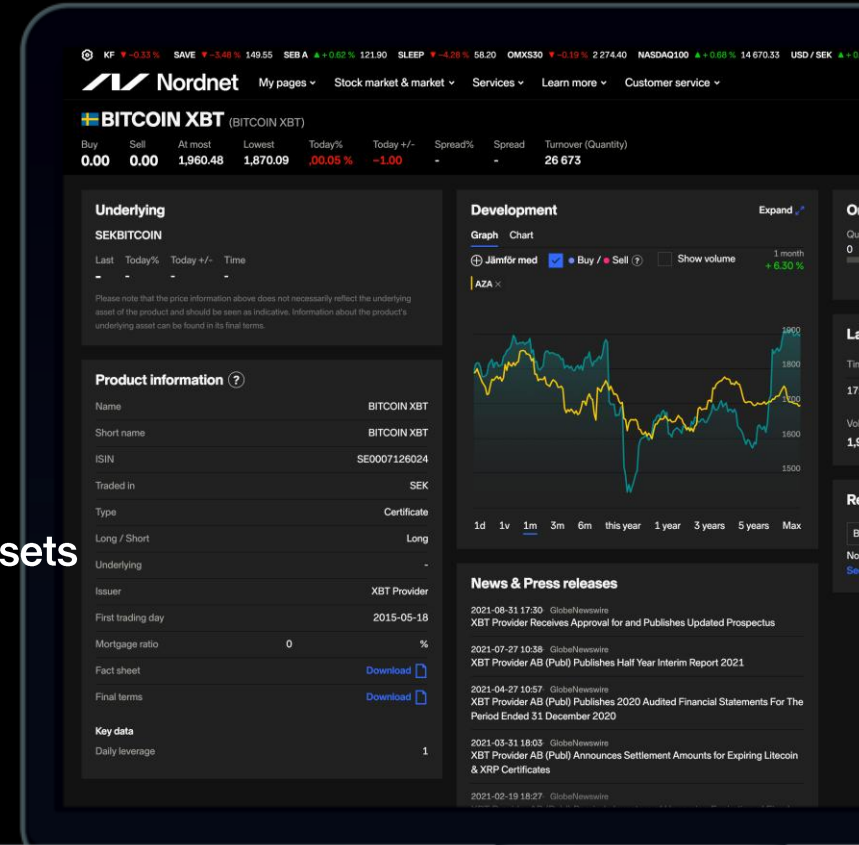 KF ▼ -0.33 % SAVE ▼ -3.48 % 149.55 SEB A ▲ + 0.62 % 121.90 SLEEP ▼ -4.28 % 58.20 OMXS30 ▼ -0.19 % 2 274.40 NASDAQ100 ▲ + 0.68 % 14 670.33 USD / SEK ▲ + 0
Nordnet My pages Stock market & market Services Learn more Customer service
BITCOIN XBT (BITCOIN XBT)
Buy Sell At most Lowest Today% Today +/- Spread% Spread Turnover (Quantity)
0.00 0.00 1,960.48 1,870.09 ,00.05 % -1.00 - - 26 673
Underlying
SEKBITCOIN
Last Today% Today +/- Time
- - - -
Please note that the price information above does not necessarily reflect the underlying
asset of the product and should be seen as indicative. Information about the product's
underlying asset can be found in its final terms.
Product information ?
Name BITCOIN XBT
Short name BITCOIN XBT
ISIN SE0007126024
Traded in SEK
Type Certificate
Long / Short Long
Underlying -
Issuer XBT Provider
First trading day 2015-05-18
Mortgage ratio 0 %
Fact sheet Download
Final terms Download
Key data
Daily leverage 1
sets
Development Expand
Graph Chart
Jämför med Buy / Sell ? Show volume 1 month
+ 6.30 %
AZA ×
1900
1800
1700
1600
1500
1d 1v 1m 3m 6m this year 1 year 3 years 5 years Max
News & Press releases
2021-08-31 17:30 GlobeNewswire
XBT Provider Receives Approval for and Publishes Updated Prospectus
2021-07-27 10:38 GlobeNewswire
XBT Provider AB (Publ) Publishes Half Year Interim Report 2021
2021-04-27 10:57 GlobeNewswire
XBT Provider AB (Publ) Publishes 2020 Audited Financial Statements For The
Period Ended 31 December 2020
2021-03-31 18:03 GlobeNewswire
XBT Provider AB (Publ) Announces Settlement Amounts for Expiring Litecoin
& XRP Certificates
2021-02-19 18:27 GlobeNewswire
Qu
0
La
Tim
17
Vol
1,9
Re
B
No
Se